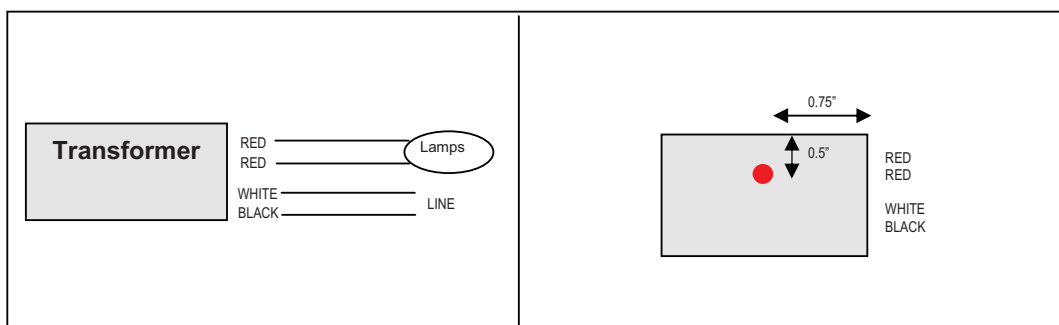 Transformer
RED
RED
Lamps
WHITE
BLACK
LINE
0.75”
0.5”
RED
RED
WHITE
BLACK